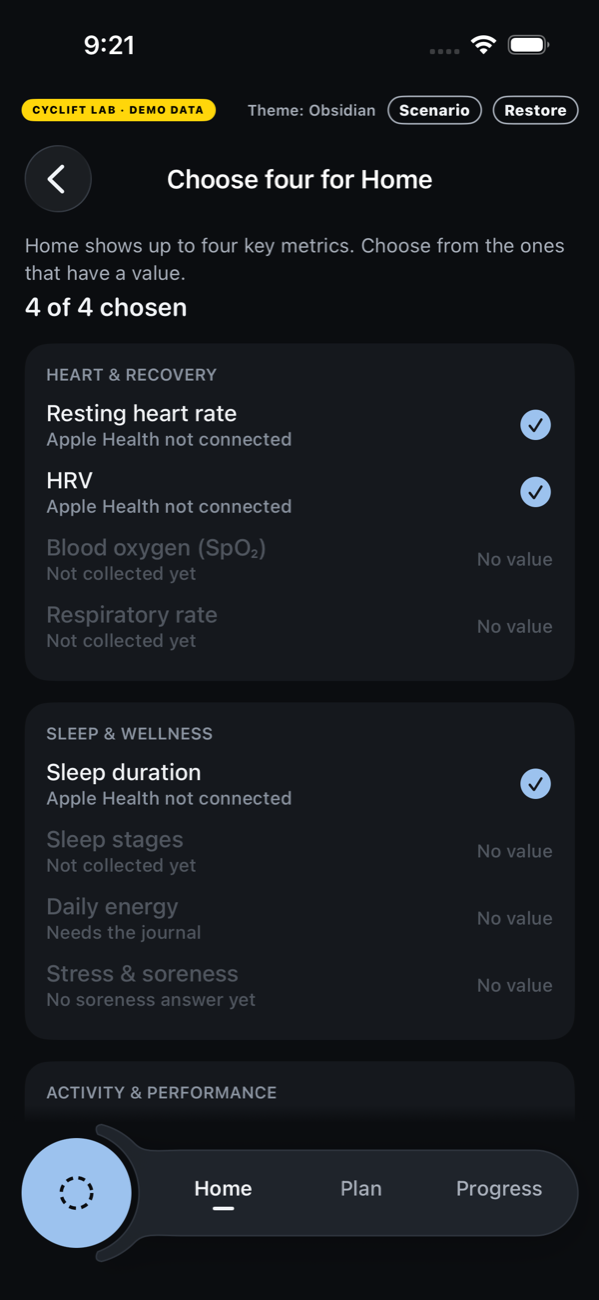 9:21
CYCLIFT LAB · DEMO DATA
Theme: Obsidian
Scenario
Restore
Choose four for Home
Home shows up to four key metrics. Choose from the ones
that have a value.
4 of 4 chosen
HEART & RECOVERY
Resting heart rate
Apple Health not connected
HRV
Apple Health not connected
Blood oxygen (SpO₂)
Not collected yet
No value
Respiratory rate
Not collected yet
No value
SLEEP & WELLNESS
Sleep duration
Apple Health not connected
Sleep stages
Not collected yet
No value
Daily energy
Needs the journal
No value
Stress & soreness
No soreness answer yet
No value
ACTIVITY & PERFORMANCE
Home
Plan
Progress